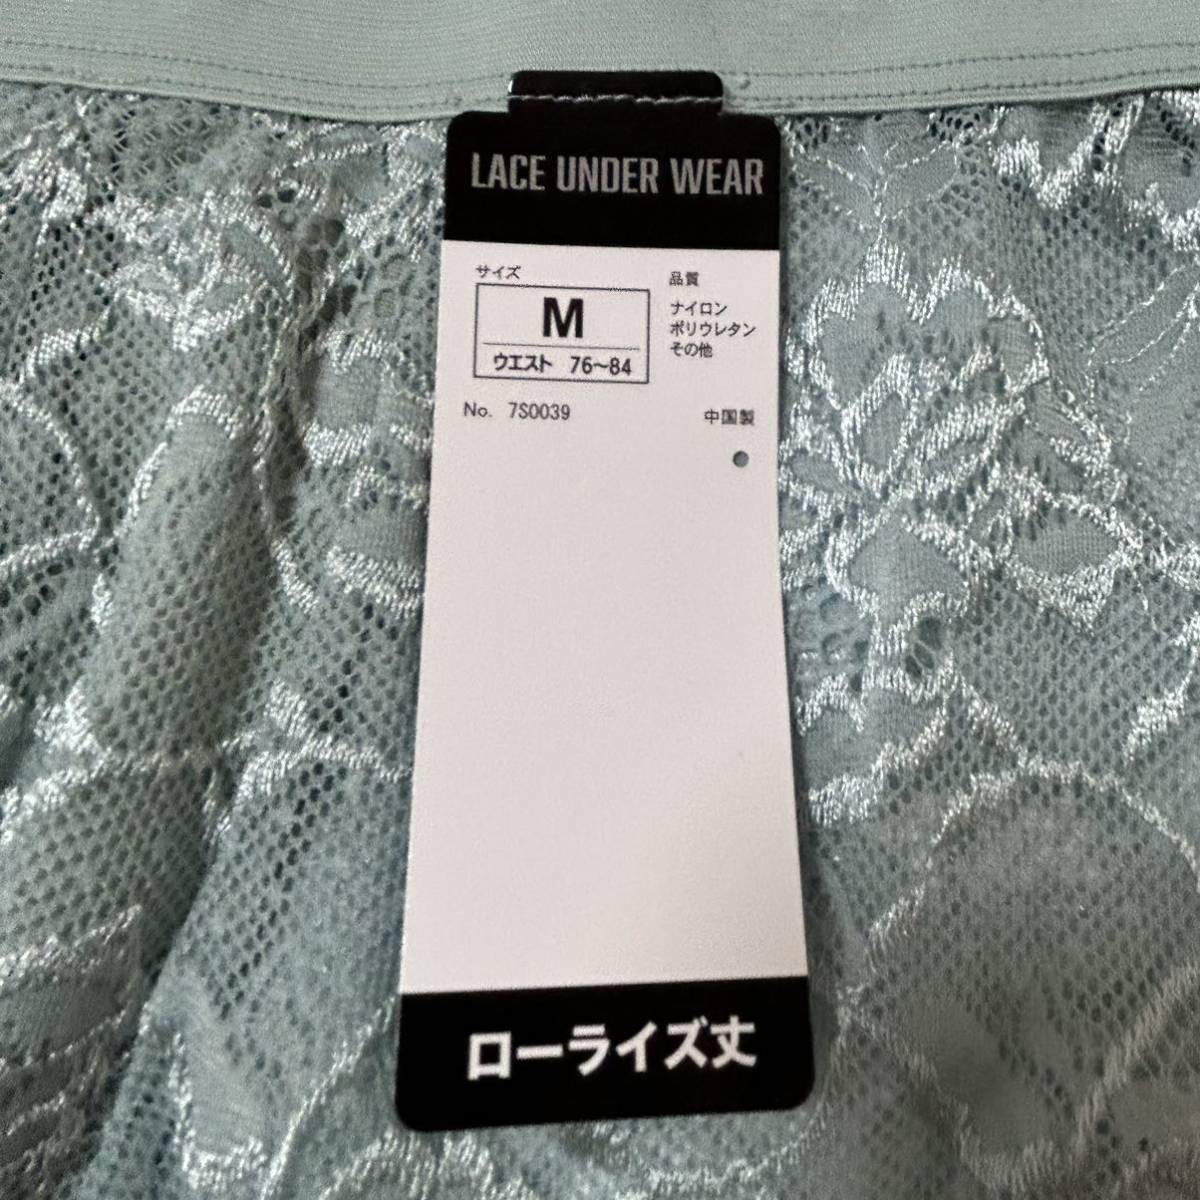 LACE UNDER WEAR
サイズ
M
ウエスト 76~84
品質
ナイロン
ポリウレタン
その他
No. 7S0039
中国製
ローライズ丈